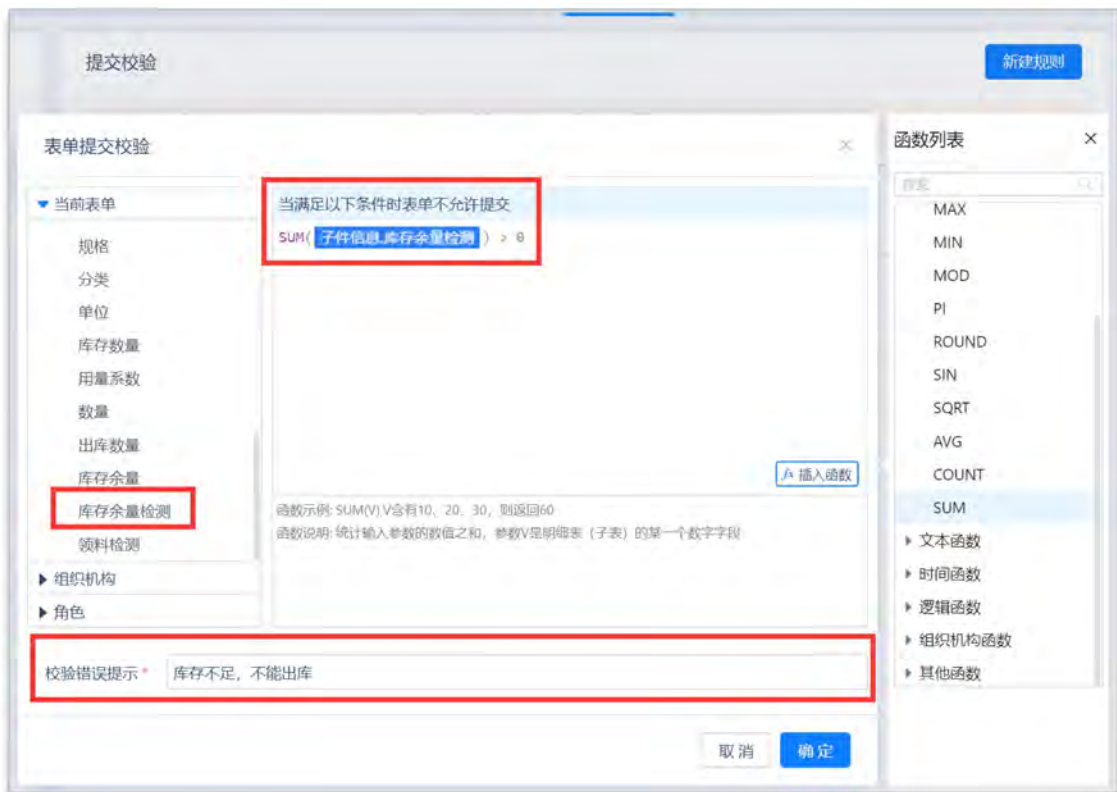 提交校验
新建规则
表单提交校验
当前表单
规格
分类
单位
库存数量
用量系数
数量
出库数量
库存余量
库存余量检测
领料检测
组织机构
角色
当满足以下条件时表单不允许提交
SUM( 子件信息.库存余量检测 ) > 0
fx 插入函数
函数示例: SUM(V).V含有10、20、30，则返回60
函数说明: 统计输入参数的数值之和，参数V是明细表（子表）的某一个数字字段
校验错误提示 * 库存不足，不能出库
取消 确定
函数列表
搜索
MAX
MIN
MOD
PI
ROUND
SIN
SQRT
AVG
COUNT
SUM
文本函数
时间函数
逻辑函数
组织机构函数
其他函数